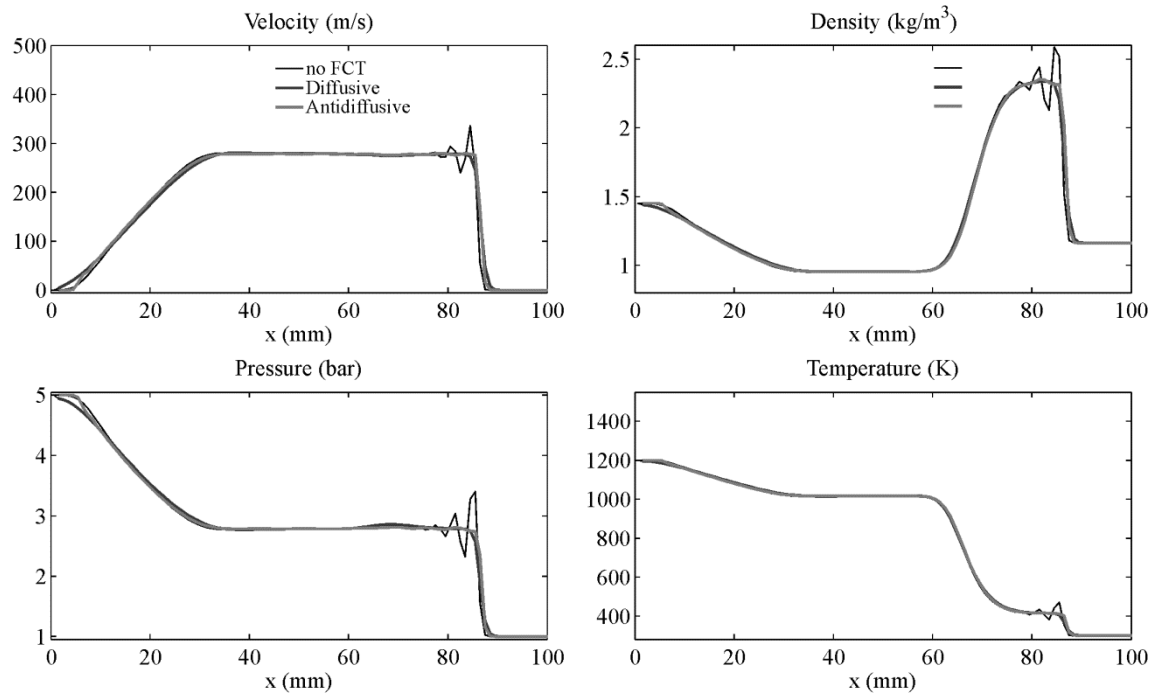 Velocity (m/s)
500
400
300
200
100
0
no FCT
Diffusive
Antidiffusive
0 20 40 60 80 100
x (mm)
Density (kg/m³)
2.5
2
1.5
1
0 20 40 60 80 100
x (mm)
Pressure (bar)
5
4
3
2
1
0 20 40 60 80 100
x (mm)
Temperature (K)
1400
1200
1000
800
600
400
0 20 40 60 80 100
x (mm)